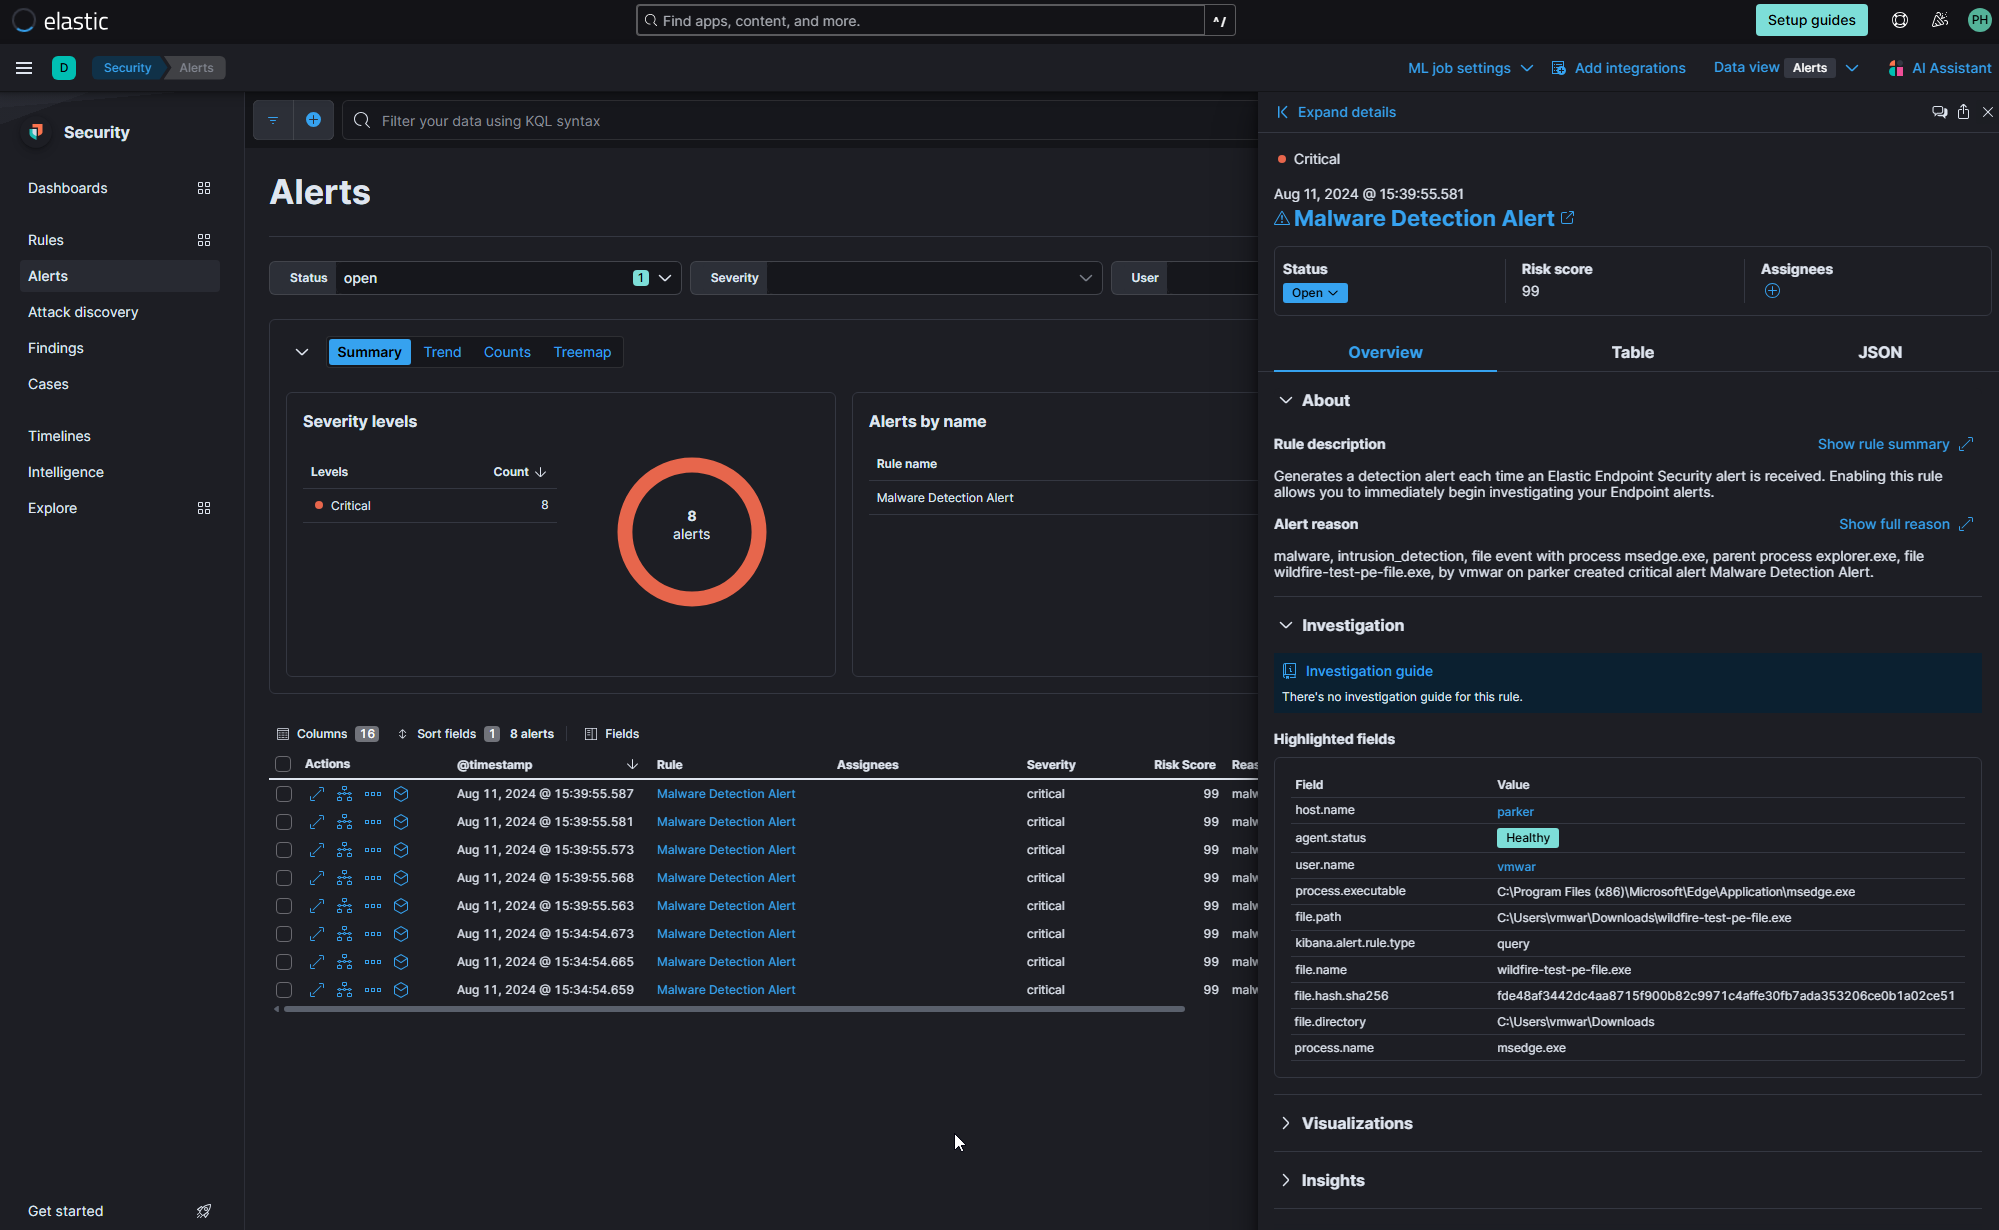 elastic
Find apps, content, and more.
^/
Setup guides
PH
D
Security
Alerts
ML job settings
Add integrations
Data view
Alerts
AI Assistant
Security
Dashboards
Rules
Alerts
Attack discovery
Findings
Cases
Timelines
Intelligence
Explore
Get started
Filter your data using KQL syntax
Alerts
Status open 1
Severity
User
Summary Trend Counts Treemap
Severity levels
Levels Count
Critical 8
8
alerts
Alerts by name
Rule name
Malware Detection Alert
Columns 16 Sort fields 1 8 alerts Fields
Actions @timestamp Rule Assignees Severity Risk Score Reas
Aug 11, 2024 @ 15:39:55.587 Malware Detection Alert critical 99 malw
Aug 11, 2024 @ 15:39:55.581 Malware Detection Alert critical 99 malw
Aug 11, 2024 @ 15:39:55.573 Malware Detection Alert critical 99 malw
Aug 11, 2024 @ 15:39:55.568 Malware Detection Alert critical 99 malw
Aug 11, 2024 @ 15:39:55.563 Malware Detection Alert critical 99 malw
Aug 11, 2024 @ 15:34:54.673 Malware Detection Alert critical 99 malw
Aug 11, 2024 @ 15:34:54.665 Malware Detection Alert critical 99 malw
Aug 11, 2024 @ 15:34:54.659 Malware Detection Alert critical 99 malw
Expand details
Critical
Aug 11, 2024 @ 15:39:55.581
Malware Detection Alert
Status Risk score Assignees
Open 99
Overview Table JSON
About
Rule description Show rule summary
Generates a detection alert each time an Elastic Endpoint Security alert is received. Enabling this rule
allows you to immediately begin investigating your Endpoint alerts.
Alert reason Show full reason
malware, intrusion_detection, file event with process msedge.exe, parent process explorer.exe, file
wildfire-test-pe-file.exe, by vmwar on parker created critical alert Malware Detection Alert.
Investigation
Investigation guide
There's no investigation guide for this rule.
Highlighted fields
Field Value
host.name parker
agent.status Healthy
user.name vmwar
process.executable C:\Program Files (x86)\Microsoft\Edge\Application\msedge.exe
file.path C:\Users\vmwar\Downloads\wildfire-test-pe-file.exe
kibana.alert.rule.type query
file.name wildfire-test-pe-file.exe
file.hash.sha256 fde48af3442dc4aa8715f900b82c9971c4affe30fb7ada353206ce0b1a02ce51
file.directory C:\Users\vmwar\Downloads
process.name msedge.exe
Visualizations
Insights